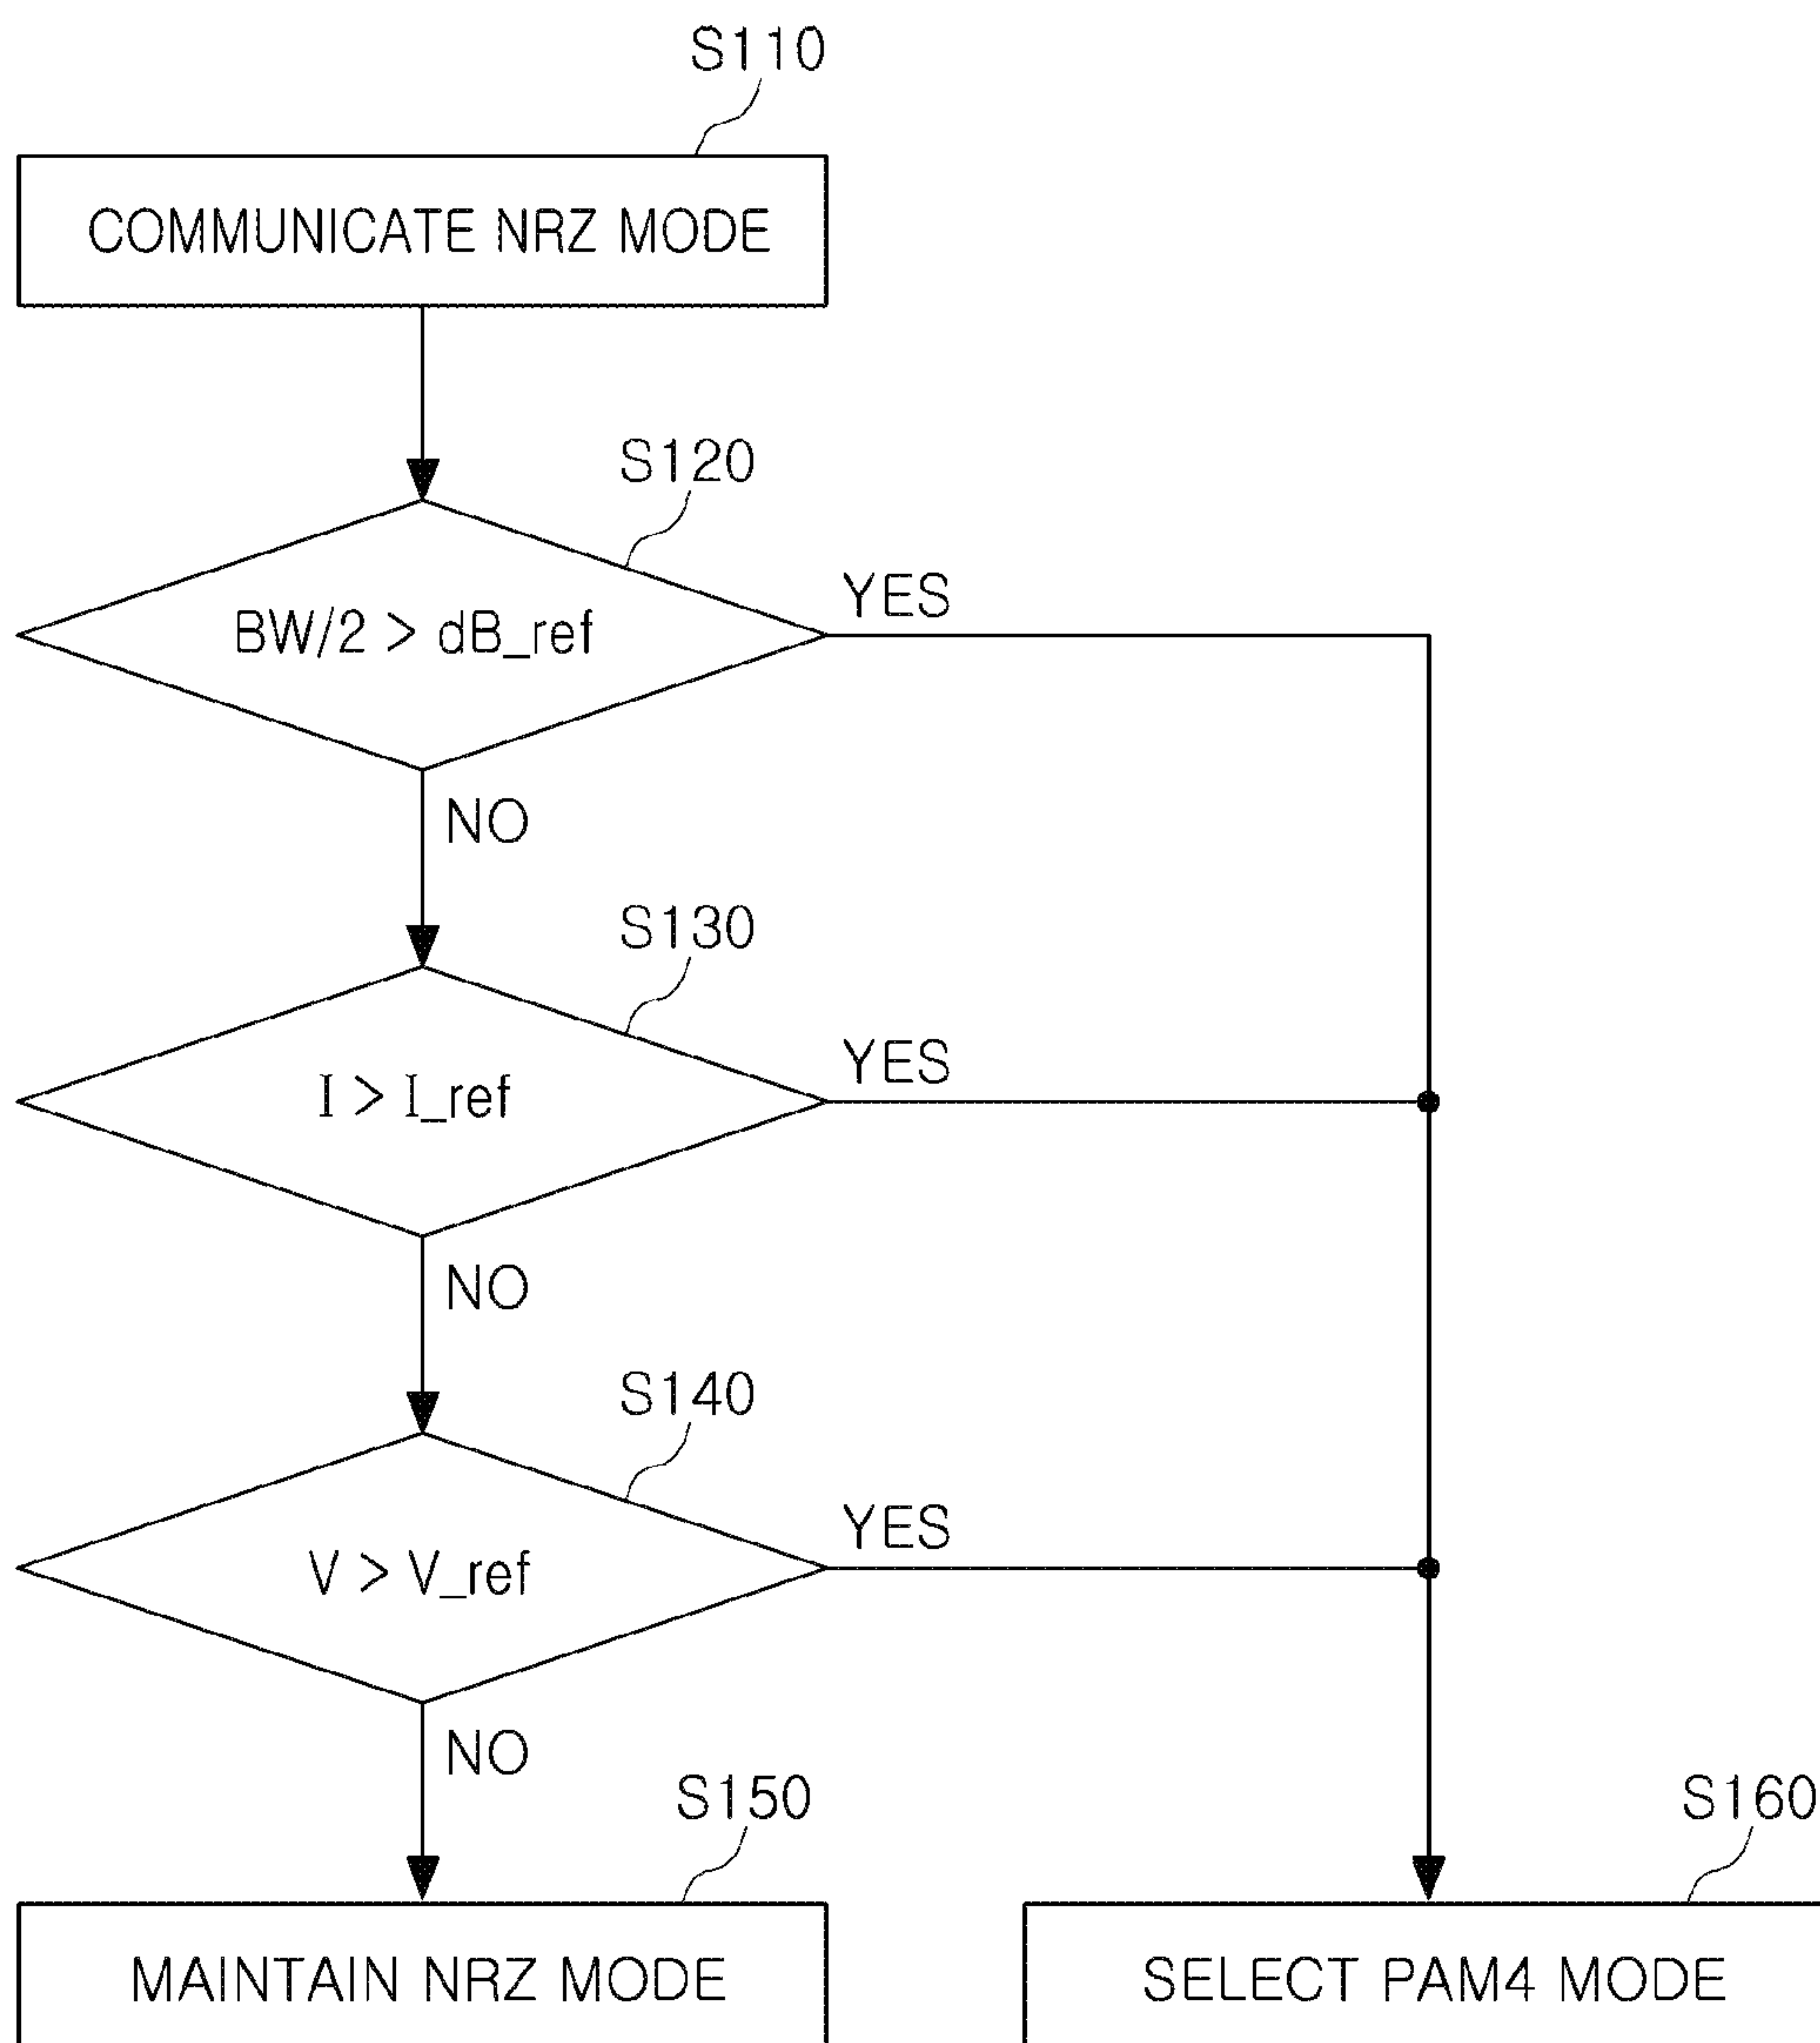 S110
COMMUNICATE NRZ MODE
S120
BW/2 > dB_ref
YES
NO
S130
I > I_ref
YES
NO
S140
V > V_ref
YES
NO
S150
S160
MAINTAIN NRZ MODE
SELECT PAM4 MODE